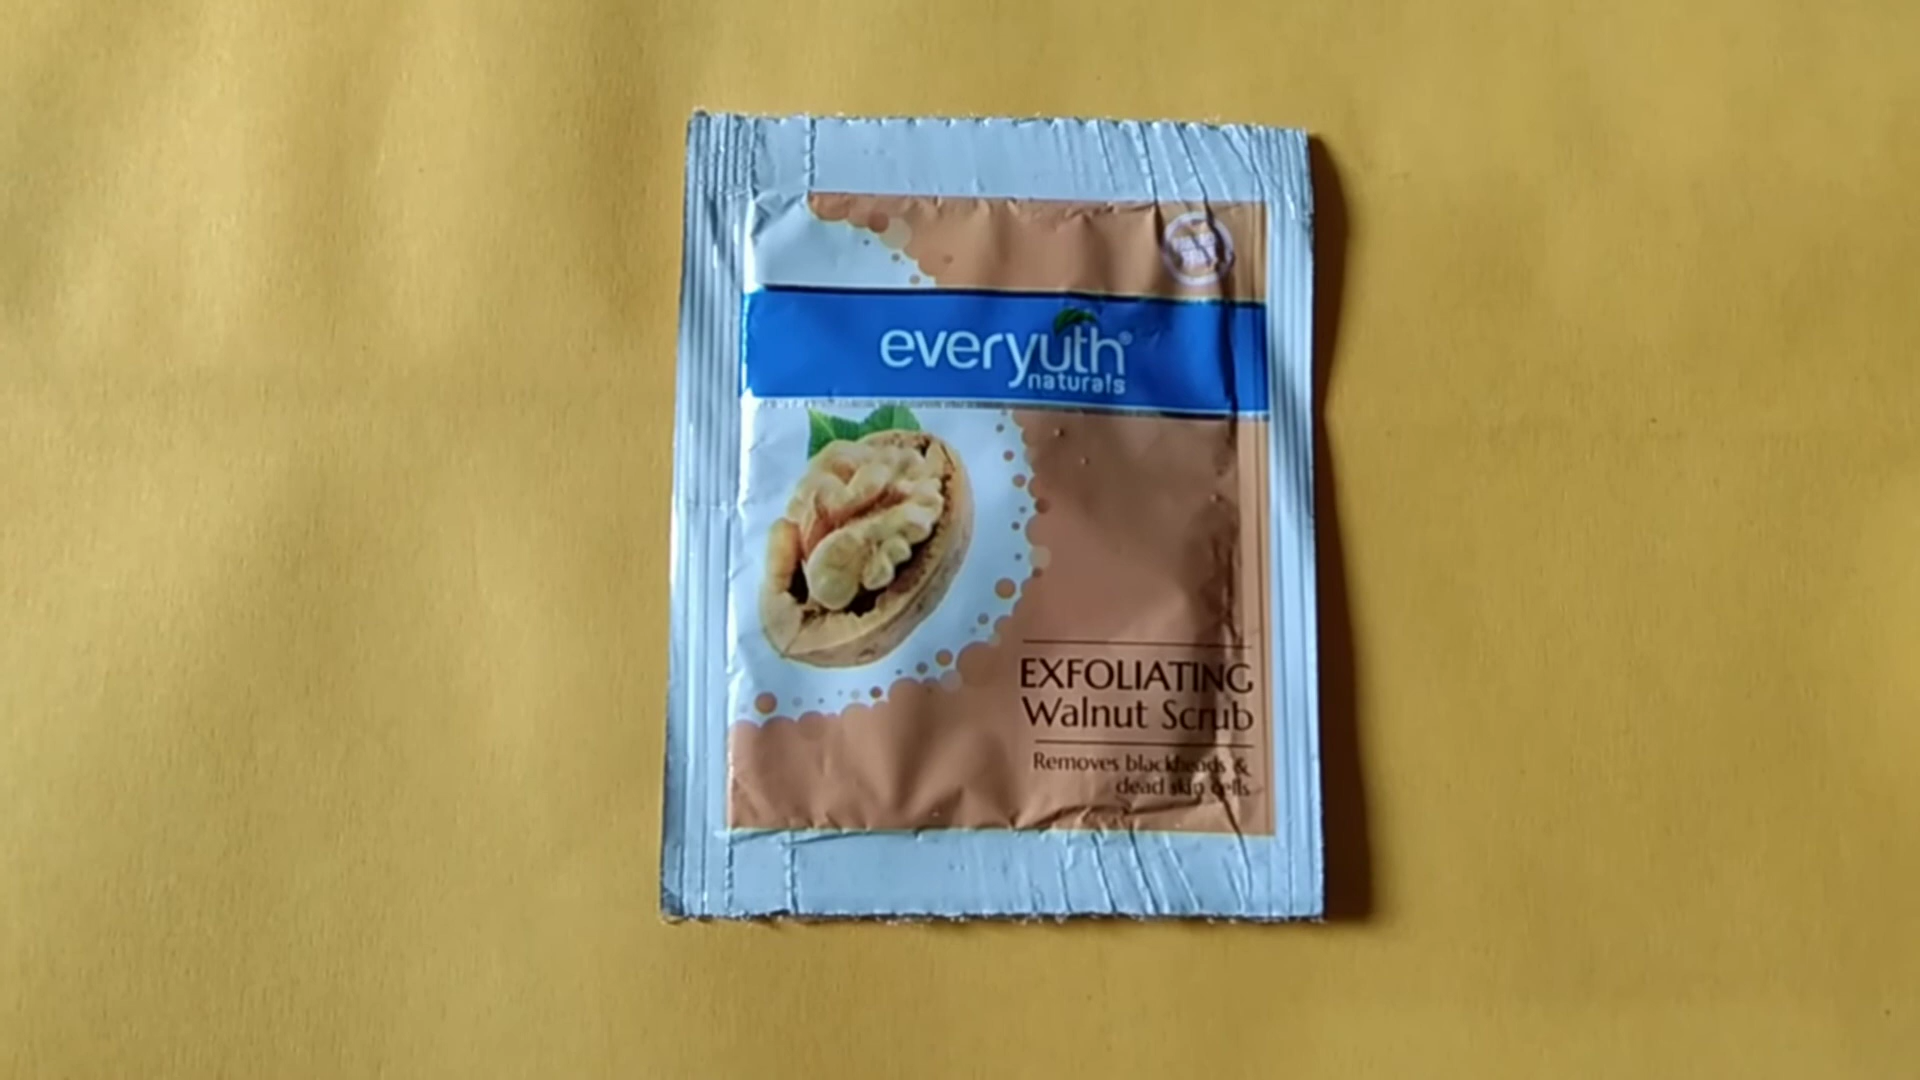 everyuth®
naturals
EXFOLIATING
Walnut Scrub
Removes blackheads &
dead skin cells